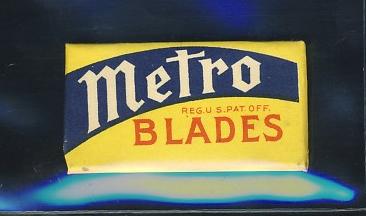 Metro
REG. U S. PAT. OFF.
BLADES